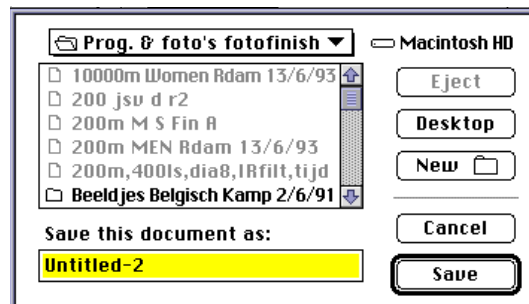 Prog. & foto's fotofinish
Macintosh HD
10000m Women Rdam 13/6/93
200 jsv d r2
200m M S Fin A
200m MEN Rdam 13/6/93
200m,400ls,dia8,IRfilt,tijd
Beeldjes Belgisch Kamp 2/6/91
Eject
Desktop
New
Save this document as:
Untitled-2
Cancel
Save